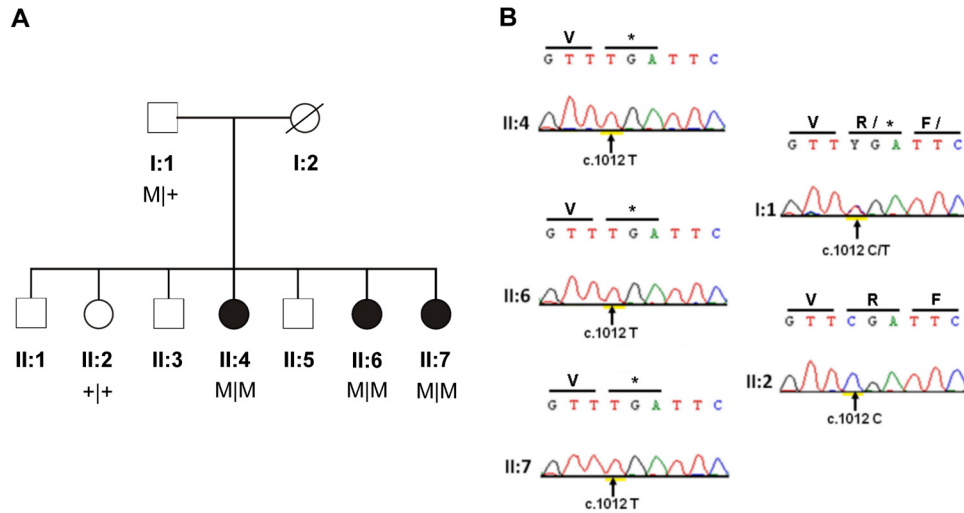 A
I:1 I:2
M|+
II:1 II:2 II:3 II:4 II:5 II:6 II:7
+|+ M|M M|M M|M
B
V *
G T T T G A T T C
II:4
c.1012 T
V *
G T T T G A T T C
II:6
c.1012 T
V *
G T T T G A T T C
II:7
c.1012 T
V R / * F /
G T T Y G A T T C
I:1
c.1012 C/T
V R F
G T T C G A T T C
II:2
c.1012 C